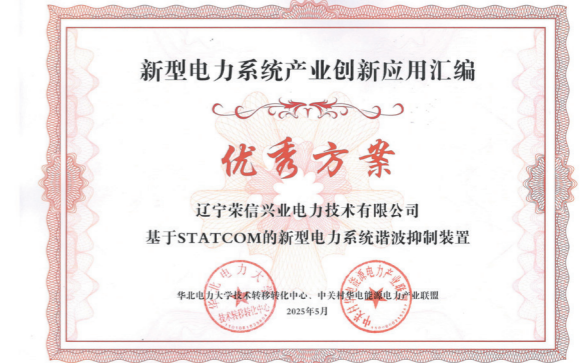 新型电力系统产业创新应用汇编
优秀方案
辽宁荣信兴业电力技术有限公司
基于STATCOM的新型电力系统谐波抑制装置
华北电力大学技术转移转化中心、中关村华电能源电力产业联盟
2025年5月